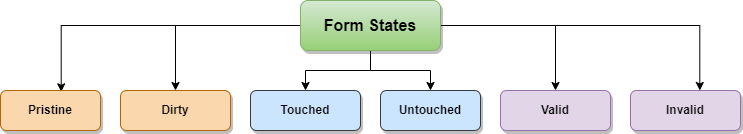 Form States
Pristine
Dirty
Touched
Untouched
Valid
Invalid